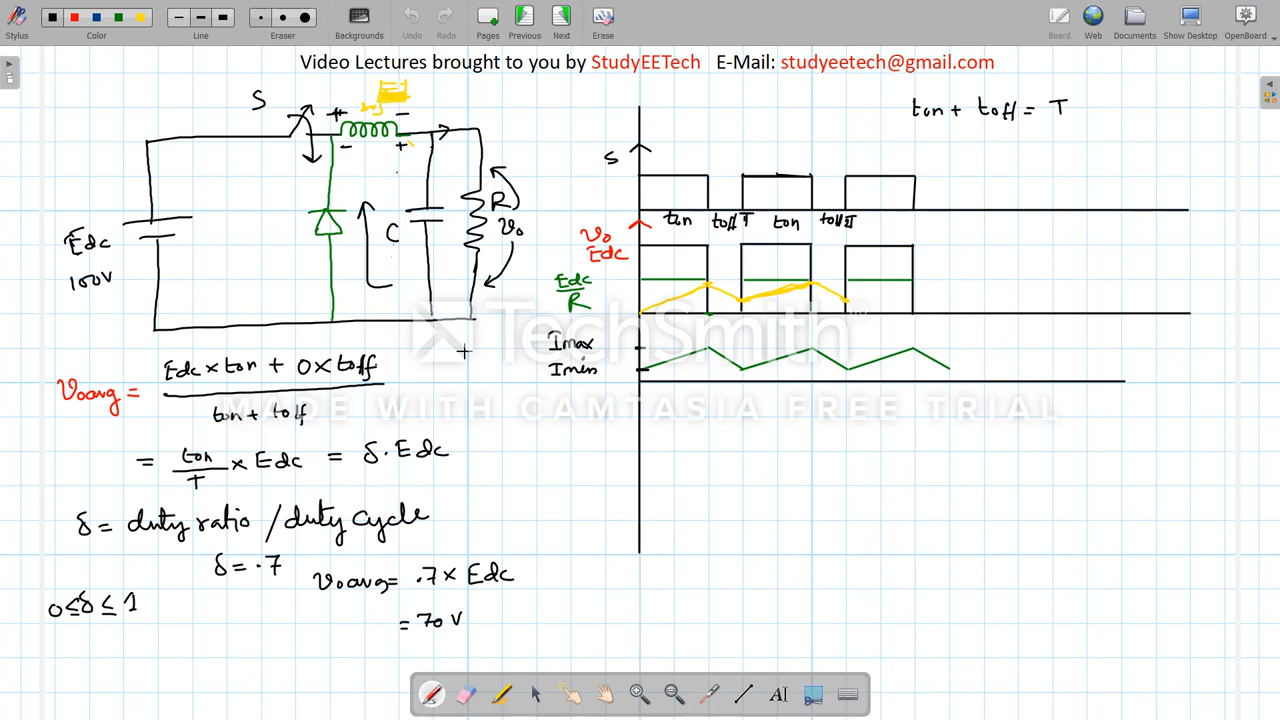 Stylus
Color
Line
Eraser
Backgrounds
Undo
Redo
Pages
Previous
Next
Erase
Board
Web
Documents
Show Desktop
OpenBoard
Video Lectures brought to you by StudyEETech E-Mail: studyeetech@gmail.com
S
+ −
− +
Edc
100V
C
R
vo
ton + toff = T
s
ton toff T ton toff T
vo
Edc
Edc
R
Imax
Imin
Voavg = Edc × ton + 0 × toff
ton + toff
= ton × Edc = δ. Edc
T
δ = duty ratio / duty cycle
δ = .7
Voavg = .7 × Edc
0 ≤ δ ≤ 1
= 70 V
TechSmith
MADE WITH CAMTASIA FREE TRIAL